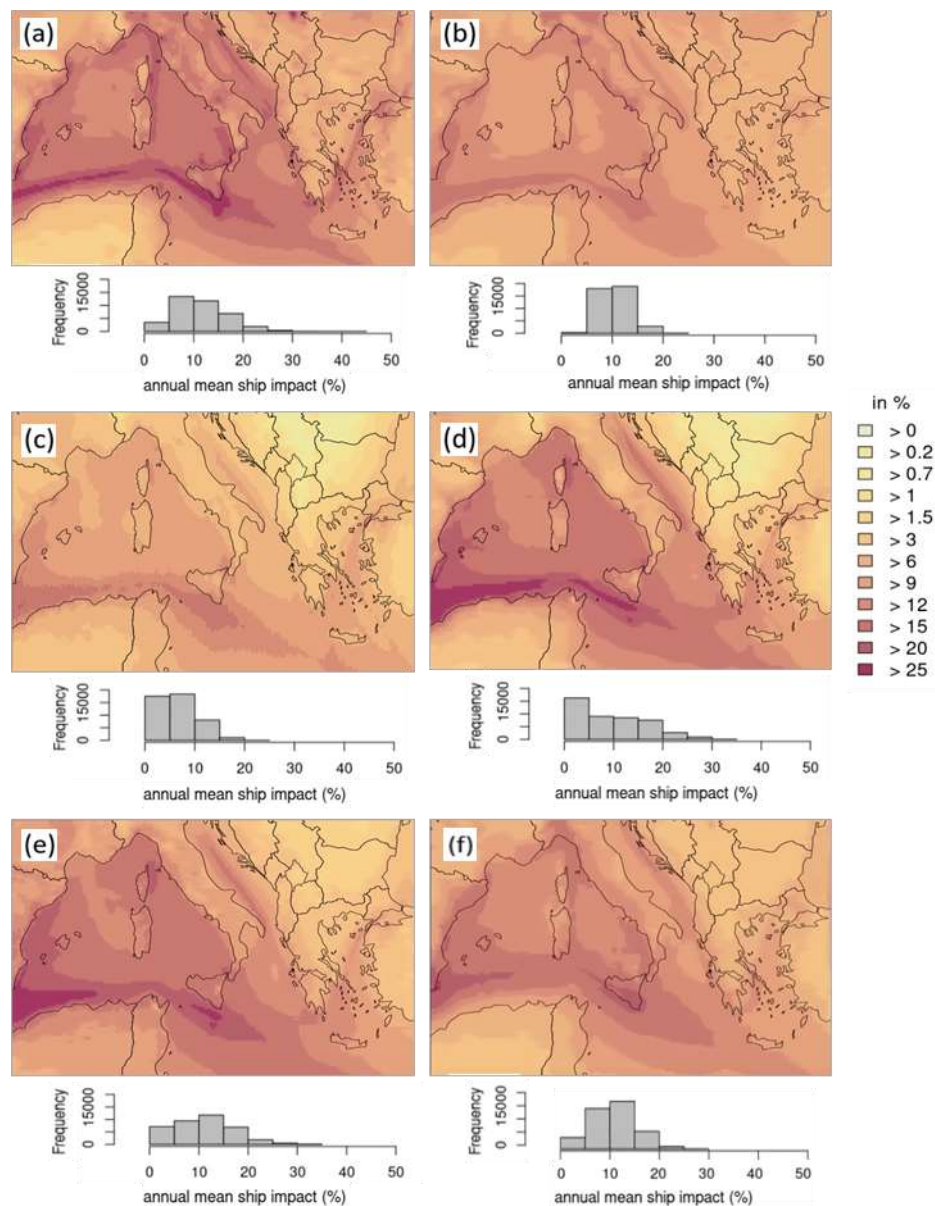 (a)
(b)
Frequency
0 15000
0 10 20 30 40 50
annual mean ship impact (%)
Frequency
0 15000
0 10 20 30 40 50
annual mean ship impact (%)
(c)
(d)
in %
> 0
> 0.2
> 0.7
> 1
> 1.5
> 3
> 6
> 9
> 12
> 15
> 20
> 25
Frequency
0 15000
0 10 20 30 40 50
annual mean ship impact (%)
Frequency
0 15000
0 10 20 30 40 50
annual mean ship impact (%)
(e)
(f)
Frequency
0 15000
0 10 20 30 40 50
annual mean ship impact (%)
Frequency
0 15000
0 10 20 30 40 50
annual mean ship impact (%)